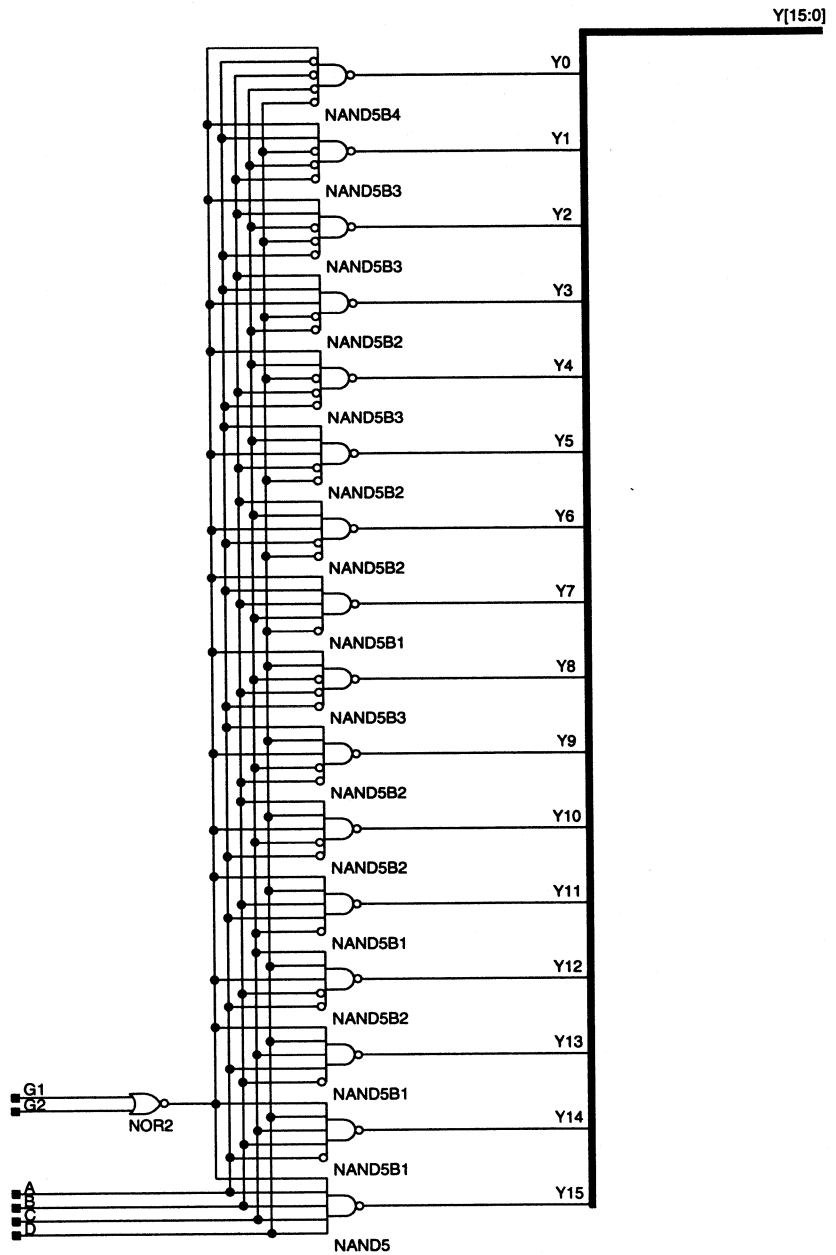 Y[15:0]
Y0
NAND5B4
Y1
NAND5B3
Y2
NAND5B3
Y3
NAND5B2
Y4
NAND5B3
Y5
NAND5B2
Y6
NAND5B2
Y7
NAND5B1
Y8
NAND5B3
Y9
NAND5B2
Y10
NAND5B2
Y11
NAND5B1
Y12
NAND5B2
Y13
NAND5B1
G1
G2
NOR2
Y14
NAND5B1
A
B
C
D
Y15
NAND5